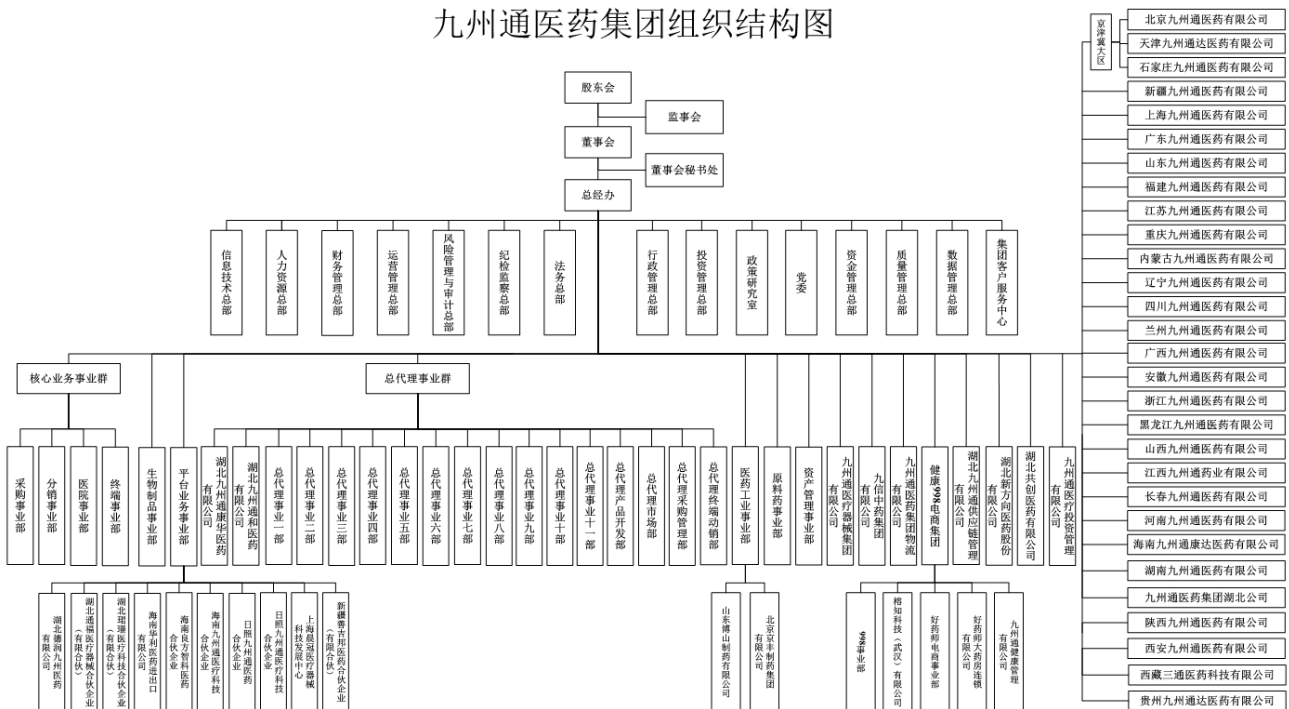 九州通医药集团组织结构图
股东会
监事会
董事会
董事会秘书处
总经办
信息技术总部
人力资源总部
财务管理总部
运营管理总部
风险管理与审计总部
纪检监察总部
法务总部
行政管理总部
投资管理总部
政策研究室
党委
资金管理总部
质量管理总部
数据管理总部
集团客户服务中心
核心业务事业群
总代理事业群
采购事业部
分销事业部
医院事业部
终端事业部
生物制品事业部
平台业务事业部
湖北九州通康华医药
有限公司
湖北九州通和医药
有限公司
总代理事业一部
总代理事业二部
总代理事业三部
总代理事业四部
总代理事业五部
总代理事业六部
总代理事业七部
总代理事业八部
总代理事业九部
总代理事业十部
总代理事业十一部
总代理产品开发部
总代理市场部
总代理采购管理部
总代理终端动销部
医药工业事业部
原料药事业部
资产管理事业部
九州通医疗器械集团
有限公司
九信中药集团
有限公司
九州通医药集团物流
有限公司
健康998电商集团
湖北九州通供应链管理
有限公司
湖北新方向医药股份
有限公司
湖北共创医药有限公司
九州通医疗投资管理
有限公司
湖北德润九州医药
有限公司
湖北通福医疗器械合伙企业
（有限合伙）
湖北瑁璟医疗科技合伙企业
（有限合伙）
海南华利医药进出口
有限公司
海南良方智科医药
合伙企业
海南九州通医疗科技
合伙企业
日照九州通医药
合伙企业
日照九州通医疗科技
合伙企业
上海晨冠医疗器械
科技发展中心
新疆善吉邦医药合伙企业
（有限合伙）
山东博山制药有限公司
北京京丰制药集团
有限公司
998事业部
榕知科技（武汉）有限公司
好药师电商事业部
好药师大药房连锁
有限公司
九州通健康管理
有限公司
京津冀大区
北京九州通医药有限公司
天津九州通达医药有限公司
石家庄九州通医药有限公司
新疆九州通医药有限公司
上海九州通医药有限公司
广东九州通医药有限公司
山东九州通医药有限公司
福建九州通医药有限公司
江苏九州通医药有限公司
重庆九州通医药有限公司
内蒙古九州通医药有限公司
辽宁九州通医药有限公司
四川九州通医药有限公司
兰州九州通医药有限公司
广西九州通医药有限公司
安徽九州通医药有限公司
浙江九州通医药有限公司
黑龙江九州通医药有限公司
山西九州通医药有限公司
江西九州通药业有限公司
长春九州通医药有限公司
河南九州通医药有限公司
海南九州通康达医药有限公司
湖南九州通医药有限公司
九州通医药集团湖北公司
陕西九州通医药有限公司
西安九州通医药有限公司
西藏三通医药科技有限公司
贵州九州通达医药有限公司